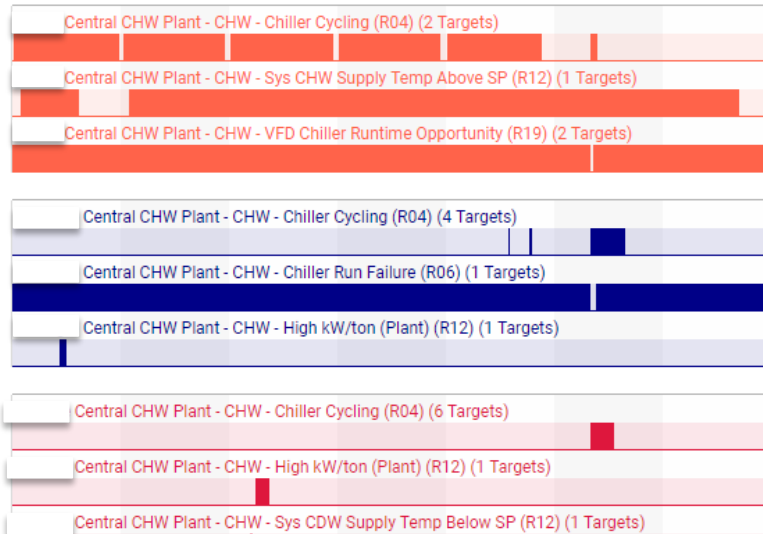 Central CHW Plant - CHW - Chiller Cycling (R04) (2 Targets)
Central CHW Plant - CHW - Sys CHW Supply Temp Above SP (R12) (1 Targets)
Central CHW Plant - CHW - VFD Chiller Runtime Opportunity (R19) (2 Targets)
Central CHW Plant - CHW - Chiller Cycling (R04) (4 Targets)
Central CHW Plant - CHW - Chiller Run Failure (R06) (1 Targets)
Central CHW Plant - CHW - High kW/ton (Plant) (R12) (1 Targets)
Central CHW Plant - CHW - Chiller Cycling (R04) (6 Targets)
Central CHW Plant - CHW - High kW/ton (Plant) (R12) (1 Targets)
Central CHW Plant - CHW - Sys CDW Supply Temp Below SP (R12) (1 Targets)